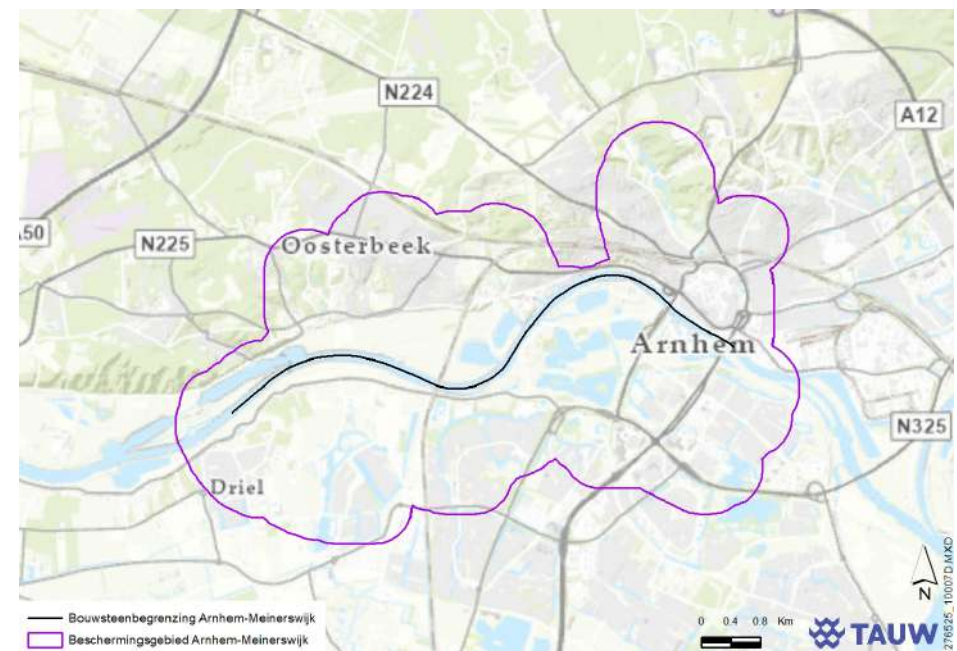 N224
A12
N225
Oosterbeek
Arnhem
N325
Driel
N
Bouwsteenbegrenzing Arnhem-Meinerswijk
Beschermingsgebied Arnhem-Meinerswijk
0 0.4 0.8 Km
TAUW
276525_10007D.MXD